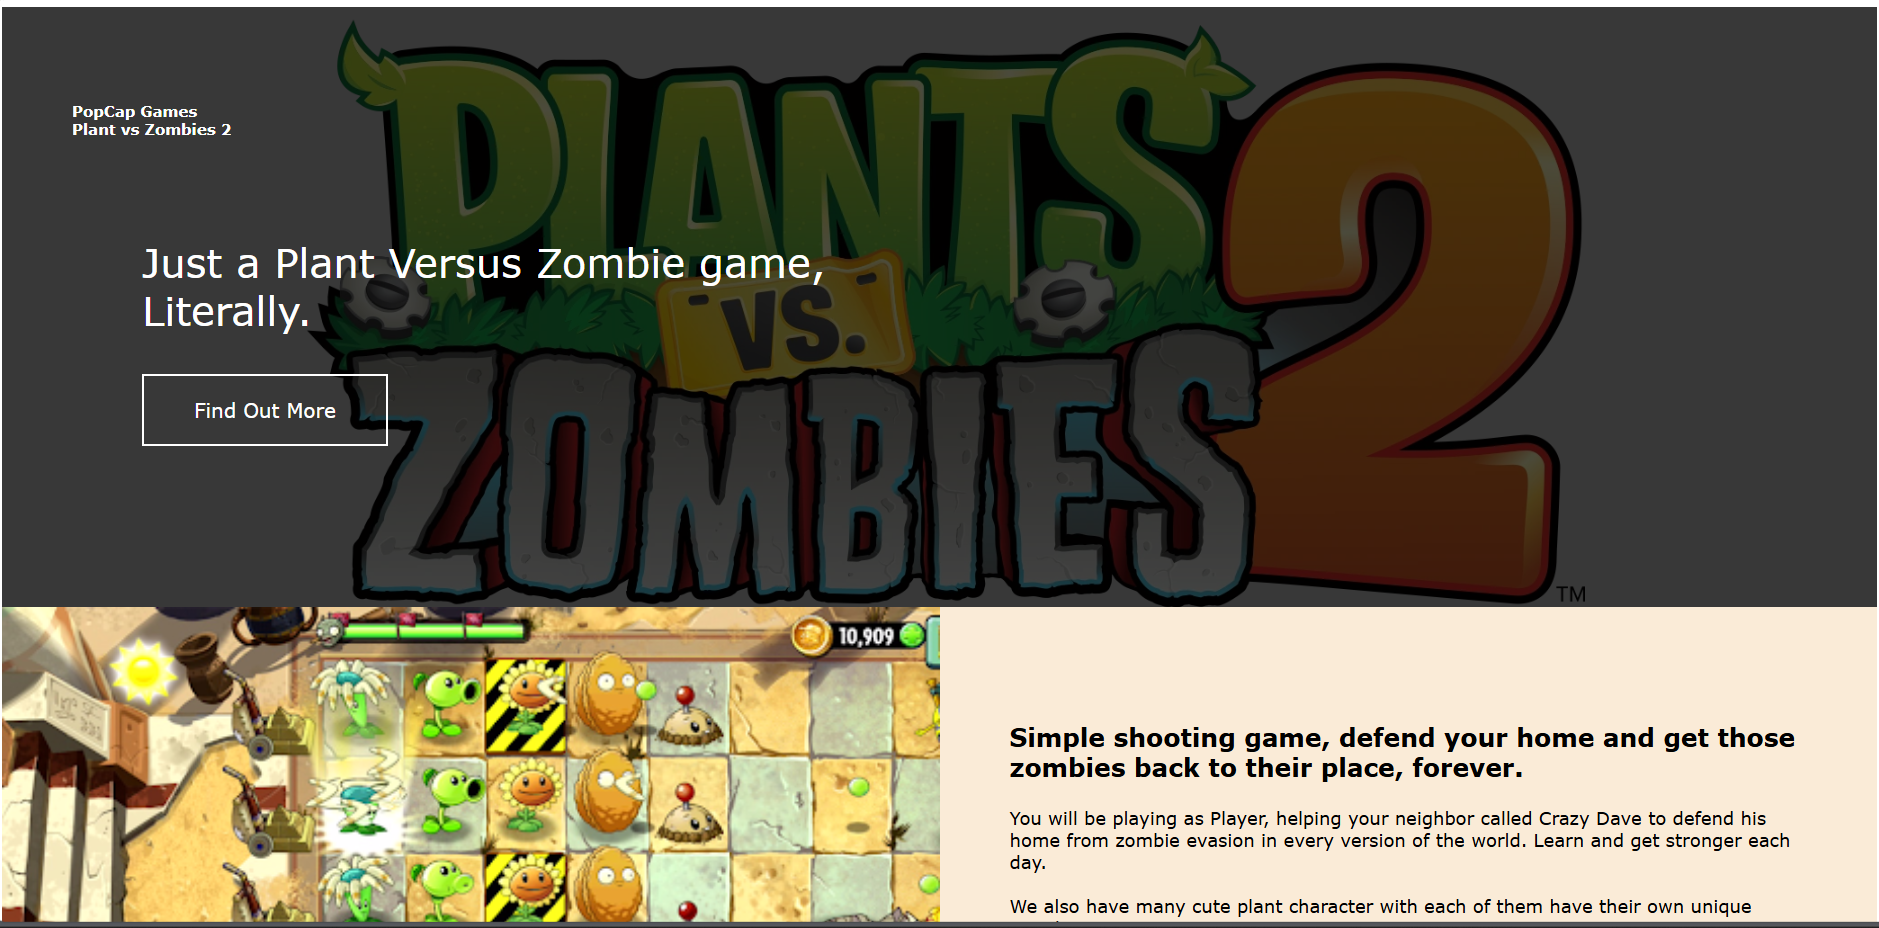 PopCap Games
Plant vs Zombies 2
PLANTS
VS.
ZOMBIES
2
TM
Just a Plant Versus Zombie game,
Literally.
Find Out More
10,909
Simple shooting game, defend your home and get those
zombies back to their place, forever.
You will be playing as Player, helping your neighbor called Crazy Dave to defend his
home from zombie evasion in every version of the world. Learn and get stronger each
day.
We also have many cute plant character with each of them have their own unique